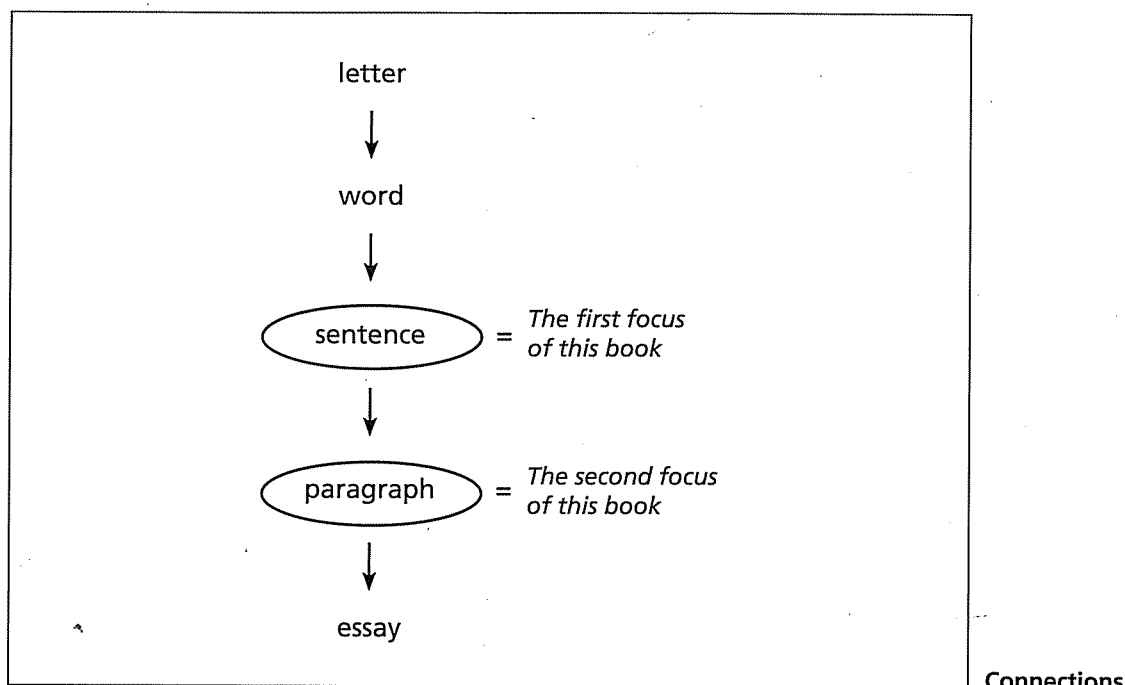 letter
word
sentence = The first focus
of this book
paragraph = The second focus
of this book
essay
Connections